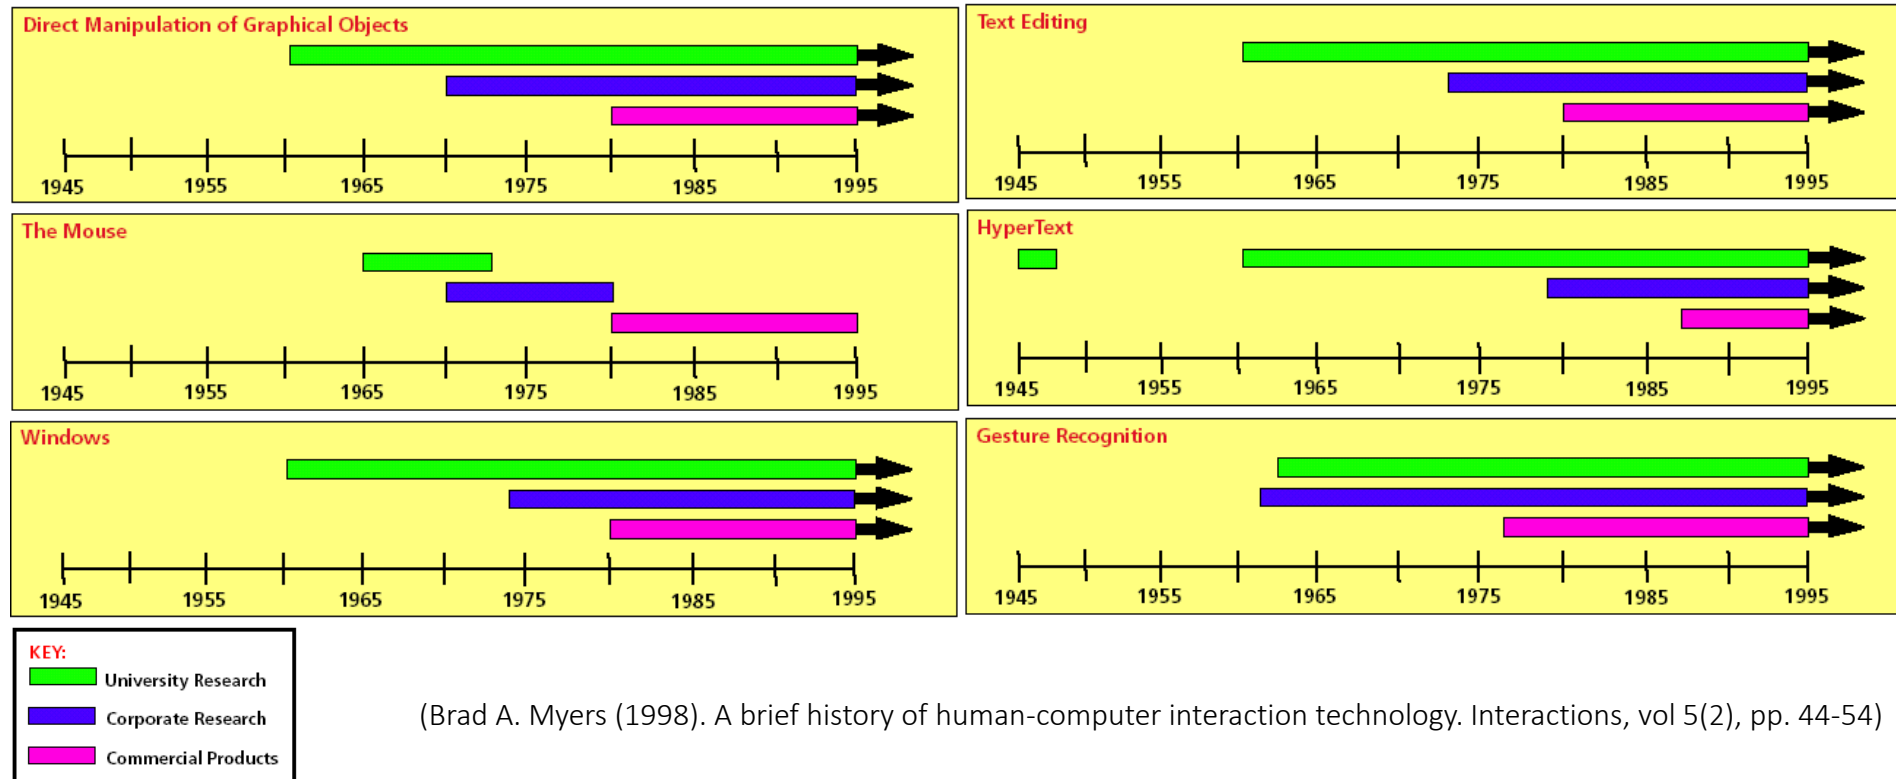 Direct Manipulation of Graphical Objects
1945 1955 1965 1975 1985 1995
Text Editing
1945 1955 1965 1975 1985 1995
The Mouse
1945 1955 1965 1975 1985 1995
HyperText
1945 1955 1965 1975 1985 1995
Windows
1945 1955 1965 1975 1985 1995
Gesture Recognition
1945 1955 1965 1975 1985 1995
KEY:
University Research
Corporate Research
Commercial Products
(Brad A. Myers (1998). A brief history of human-computer interaction technology. Interactions, vol 5(2), pp. 44-54)